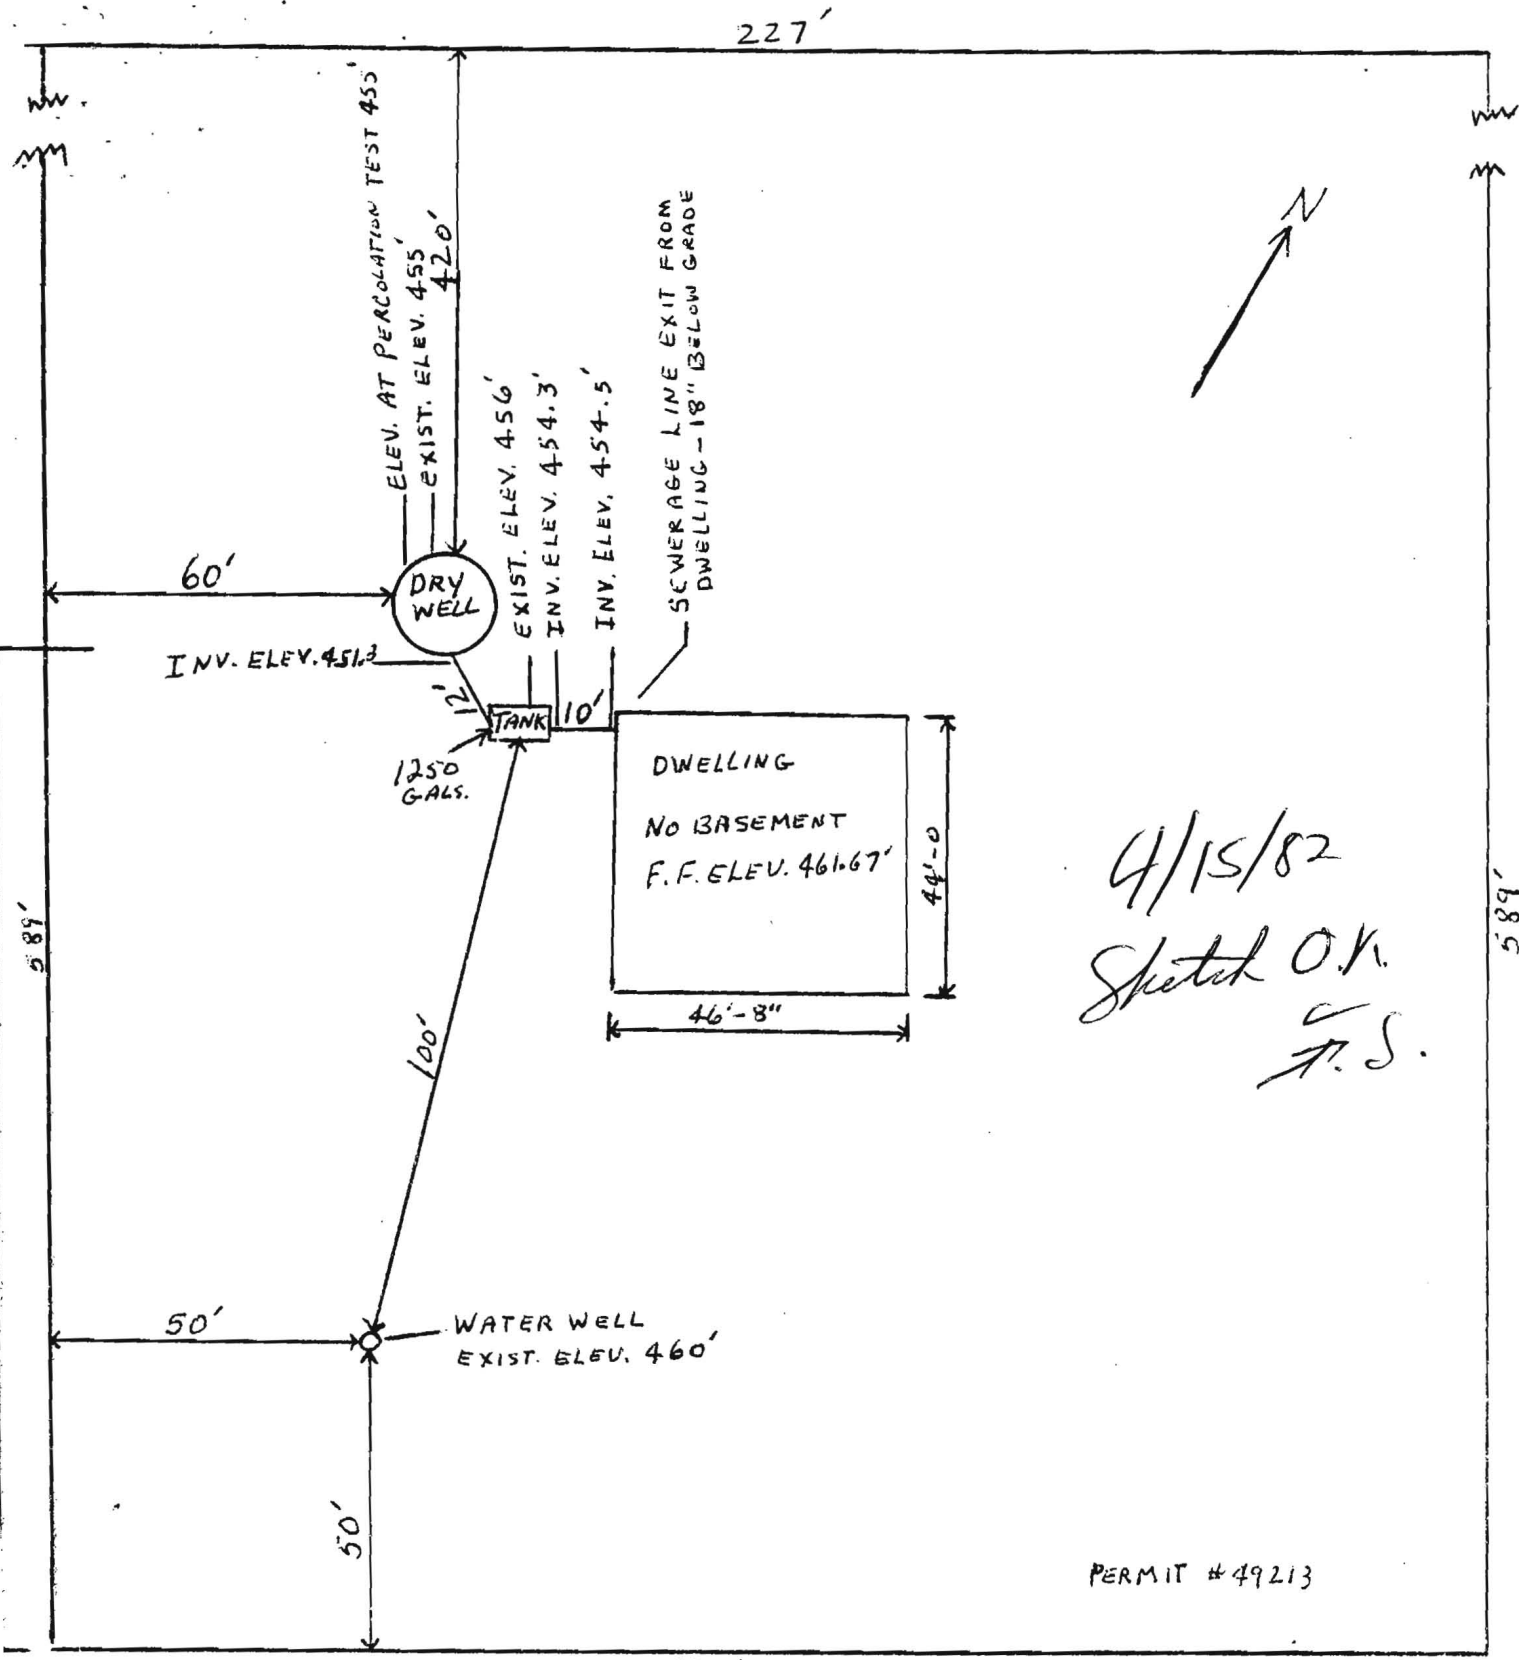 227'
ELEV. AT PERCOLATION TEST 455'
EXIST. ELEV. 455'
420'
N
SEWERAGE LINE EXIT FROM
DWELLING - 18" BELOW GRADE
EXIST. ELEV. 456'
INV. ELEV. 454.3'
INV. ELEV. 454.5'
60'
DRY
WELL
INV. ELEV. 451.3
12'
TANK
10'
1250
GALS.
DWELLING
NO BASEMENT
F.F. ELEV. 461.67'
44'-0
46'-8"
4/15/82
Sketch O.K.
589'
589'
100'
50'
WATER WELL
EXIST. ELEV. 460'
50'
PERMIT #49213